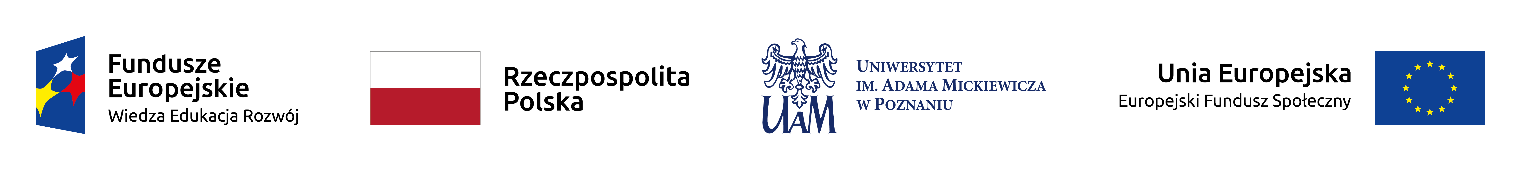 Fundusze
Europejskie
Wiedza Edukacja Rozwój
Rzeczpospolita
Polska
UAM
UNIWERSYTET
IM. ADAMA MICKIEWICZA
W POZNANIU
Unia Europejska
Europejski Fundusz Społeczny